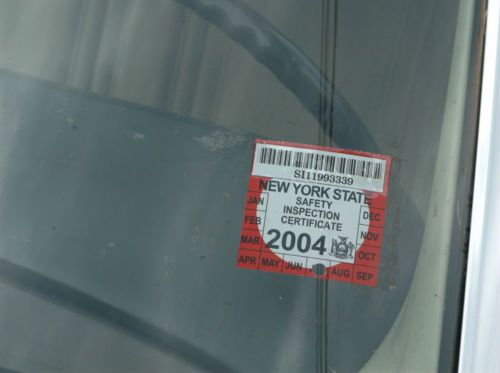 SI11993339
NEW YORK STATE
SAFETY
INSPECTION
CERTIFICATE
2004
JAN
FEB
MAR
APR MAY JUN AUG SEP
OCT
NOV
DEC